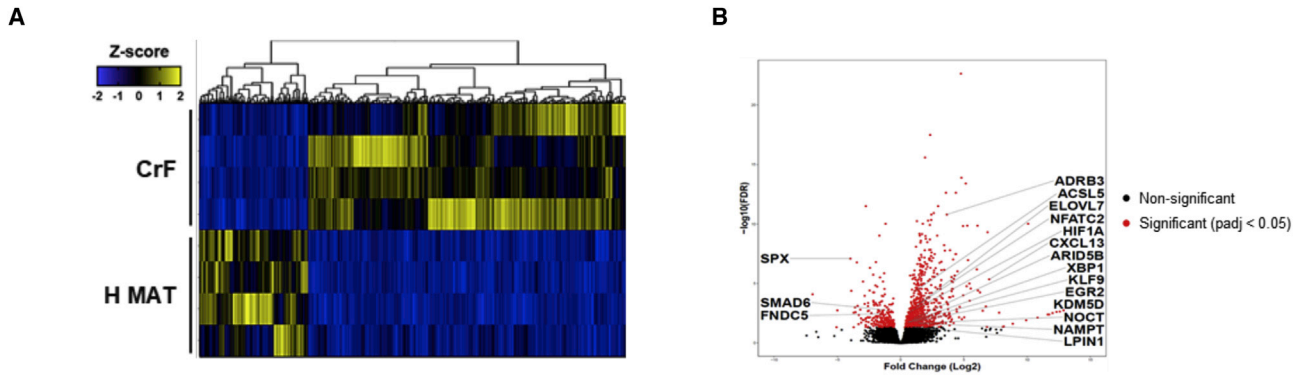 A
Z-score
-2 -1 0 1 2
CrF
H MAT
B
-log10(FDR)
20
ADRB3
ACSL5
ELOVL7
NFATC2
HIF1A
CXCL13
ARID5B
XBP1
KLF9
EGR2
KDM5D
NOCT
NAMPT
LPIN1
SPX
SMAD6
FNDC5
Fold Change (Log2)
Non-significant
Significant (padj < 0.05)